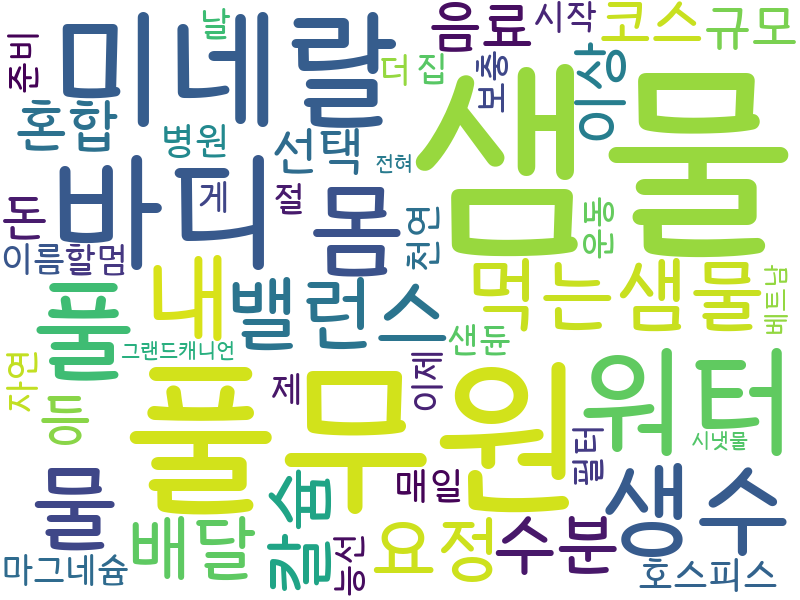 준비
미네랄
날
더
집
음료
시작
코스
규모
보충
이상
샘물
혼합
병원
선택
전혀
돈
바디
게
절
몸
천연
운동
이름
할멈
풀
내
밸런스
먹는샘물
베트남
그랜드캐니언
샌듄
자연
등
풀무원
제
이제
워터
시냇물
필터
물
배달
칼슘
매일
능선
요정
수분
생수
마그네슘
호스피스